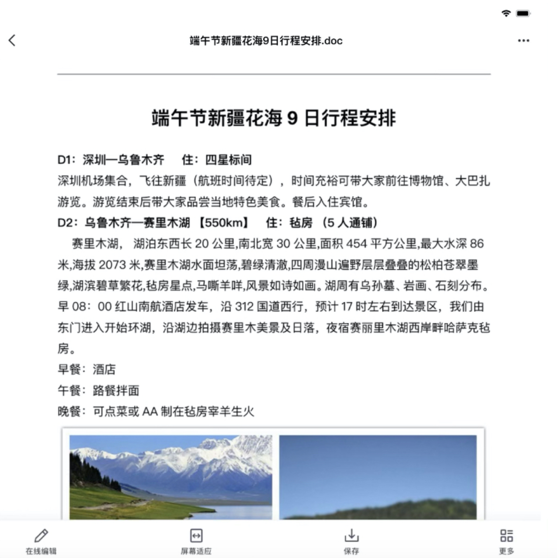 端午节新疆花海9日行程安排.doc
端午节新疆花海 9 日行程安排
D1：深圳—乌鲁木齐 住：四星标间
深圳机场集合，飞往新疆（航班时间待定），时间充裕可带大家前往博物馆、大巴扎
游览。游览结束后带大家品尝当地特色美食。餐后入住宾馆。
D2：乌鲁木齐—赛里木湖 【550km】 住：毡房（5 人通铺）
赛里木湖， 湖泊东西长 20 公里,南北宽 30 公里,面积 454 平方公里,最大水深 86
米,海拔 2073 米,赛里木湖水面坦荡,碧绿清澈,四周漫山遍野层层叠叠的松柏苍翠墨
绿,湖滨碧草繁花,毡房星点,马嘶羊咩,风景如诗如画。湖周有乌孙墓、岩画、石刻分布。
早 08：00 红山南航酒店发车，沿 312 国道西行，预计 17 时左右到达景区，我们由
东门进入开始环湖，沿湖边拍摄赛里木美景及日落，夜宿赛丽里木湖西岸畔哈萨克毡
房。
早餐：酒店
午餐：路餐拌面
晚餐：可点菜或 AA 制在毡房宰羊生火
在线编辑
屏幕适应
保存
更多